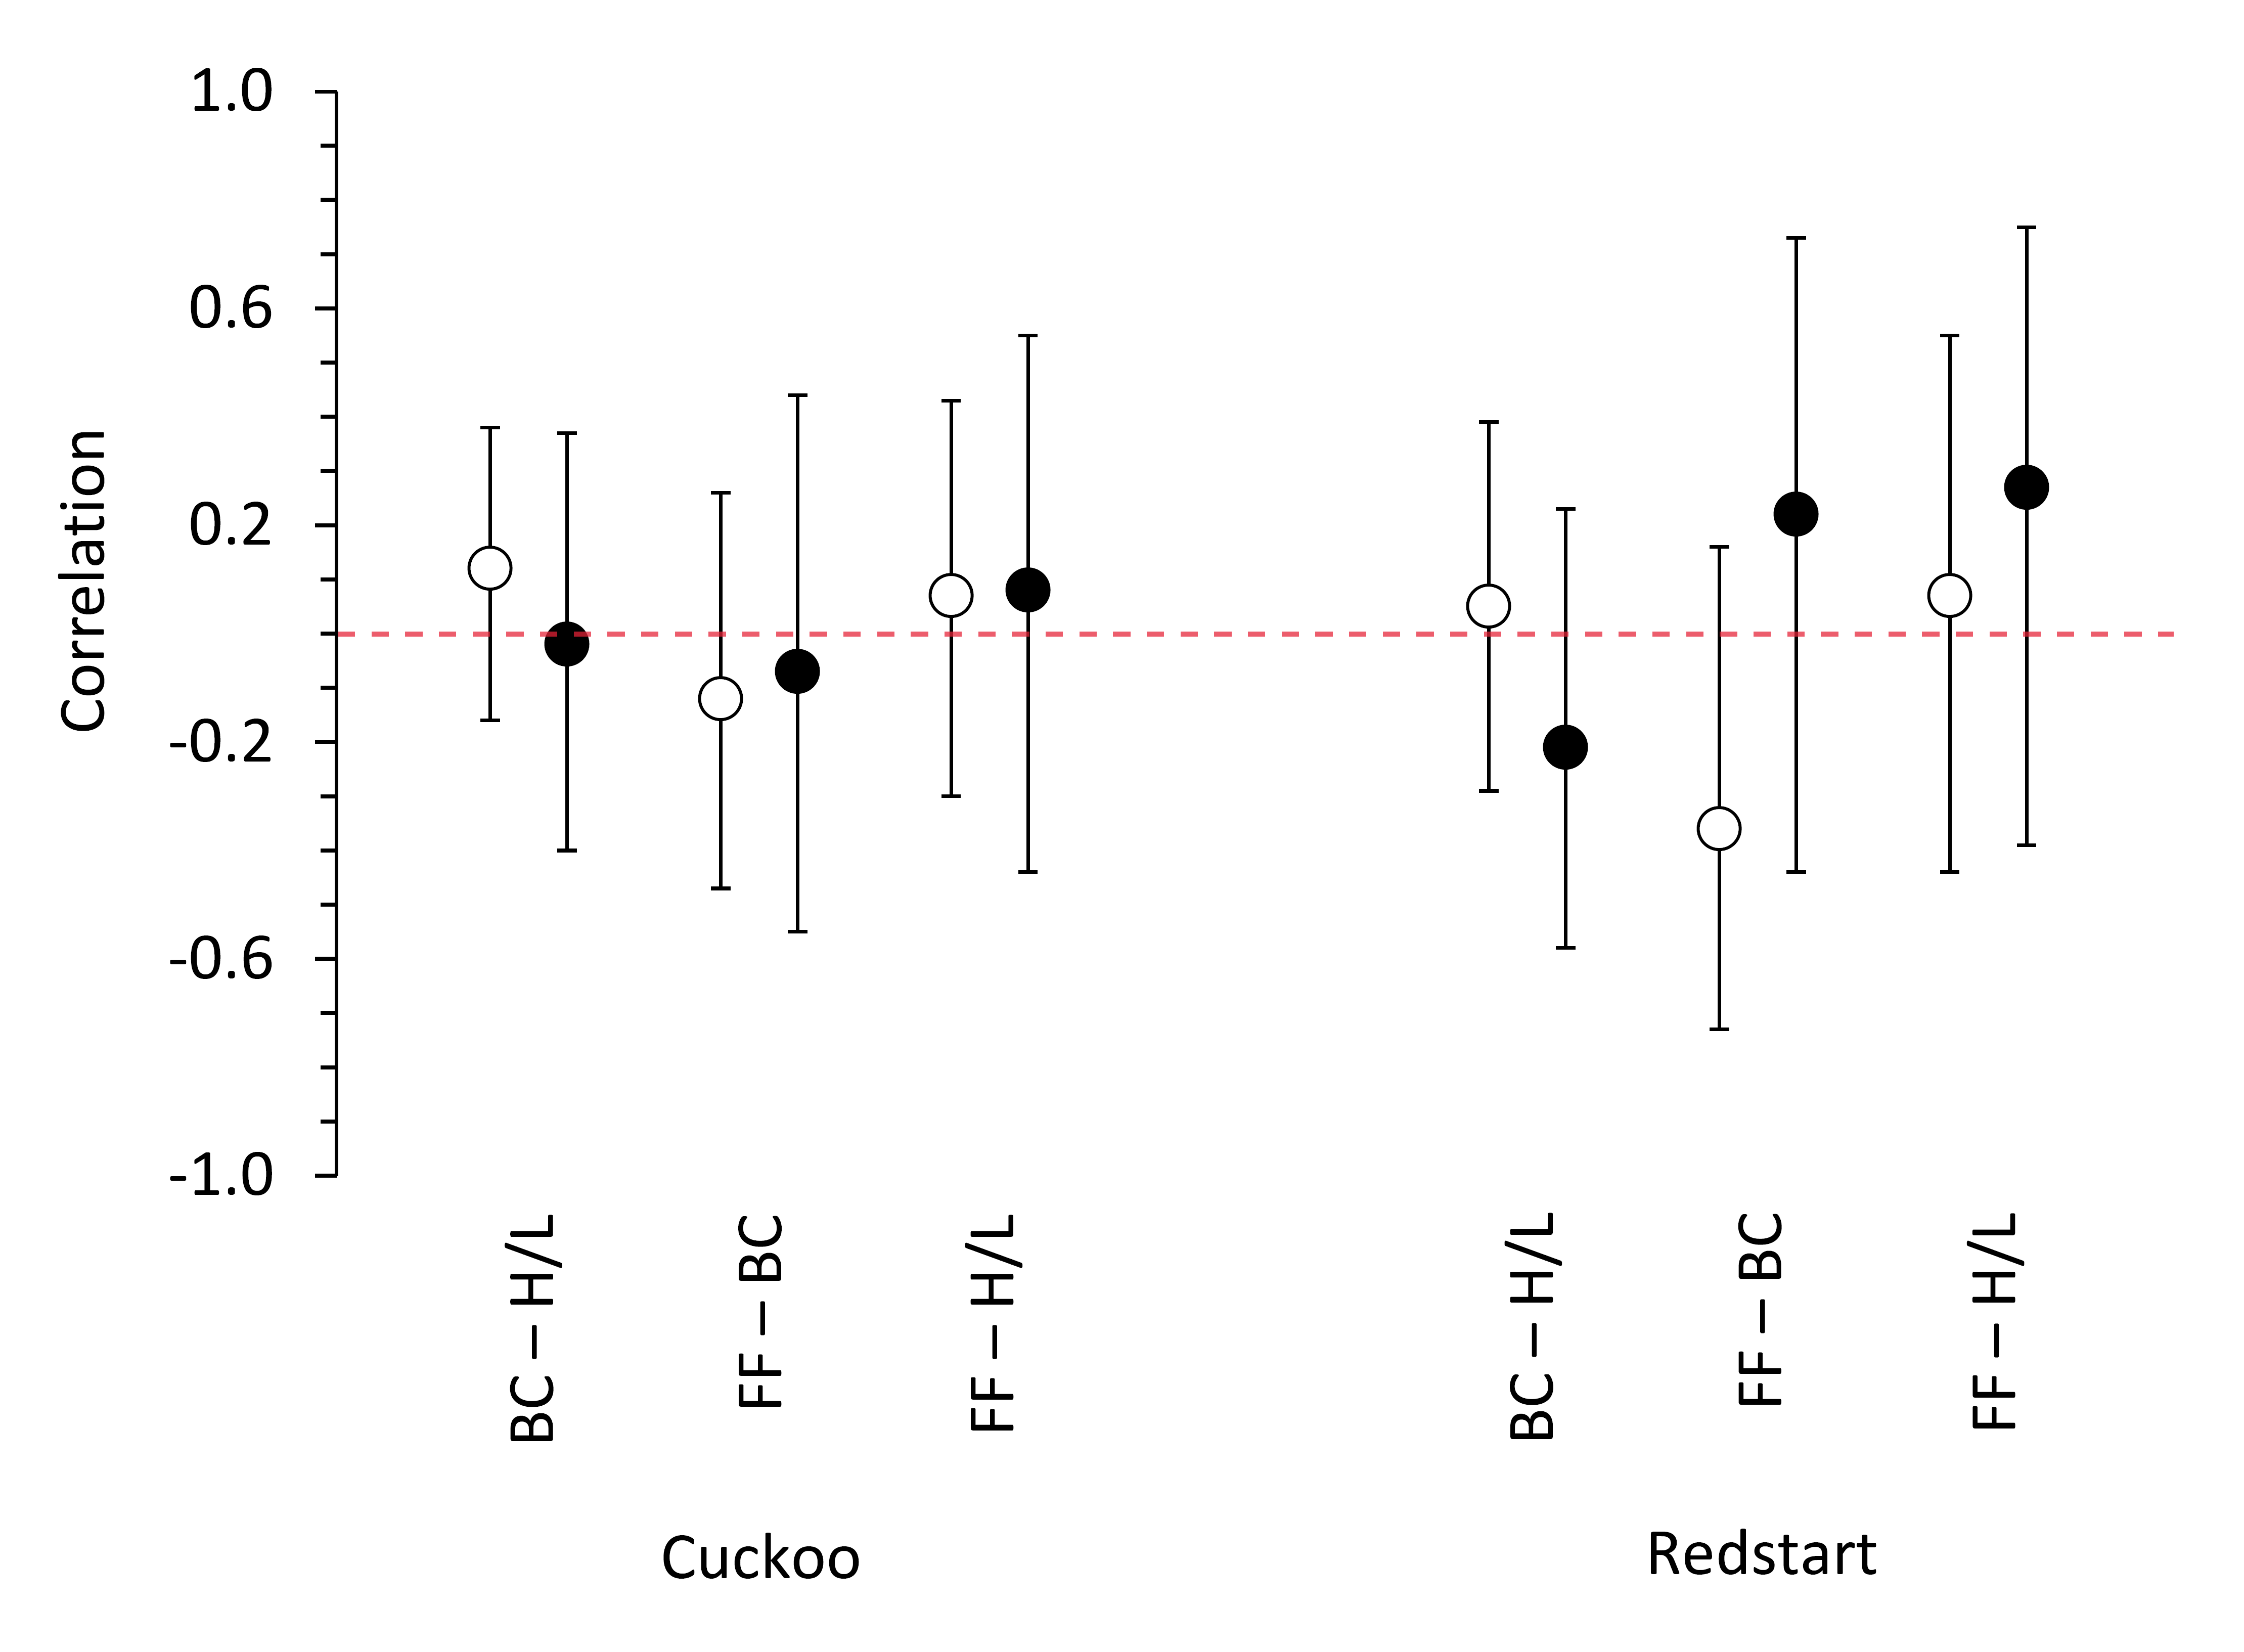 1.0
0.6
0.2
-0.2
-0.6
-1.0
Correlation
BC – H/L
FF – BC
FF – H/L
BC – H/L
FF – BC
FF – H/L
Cuckoo
Redstart